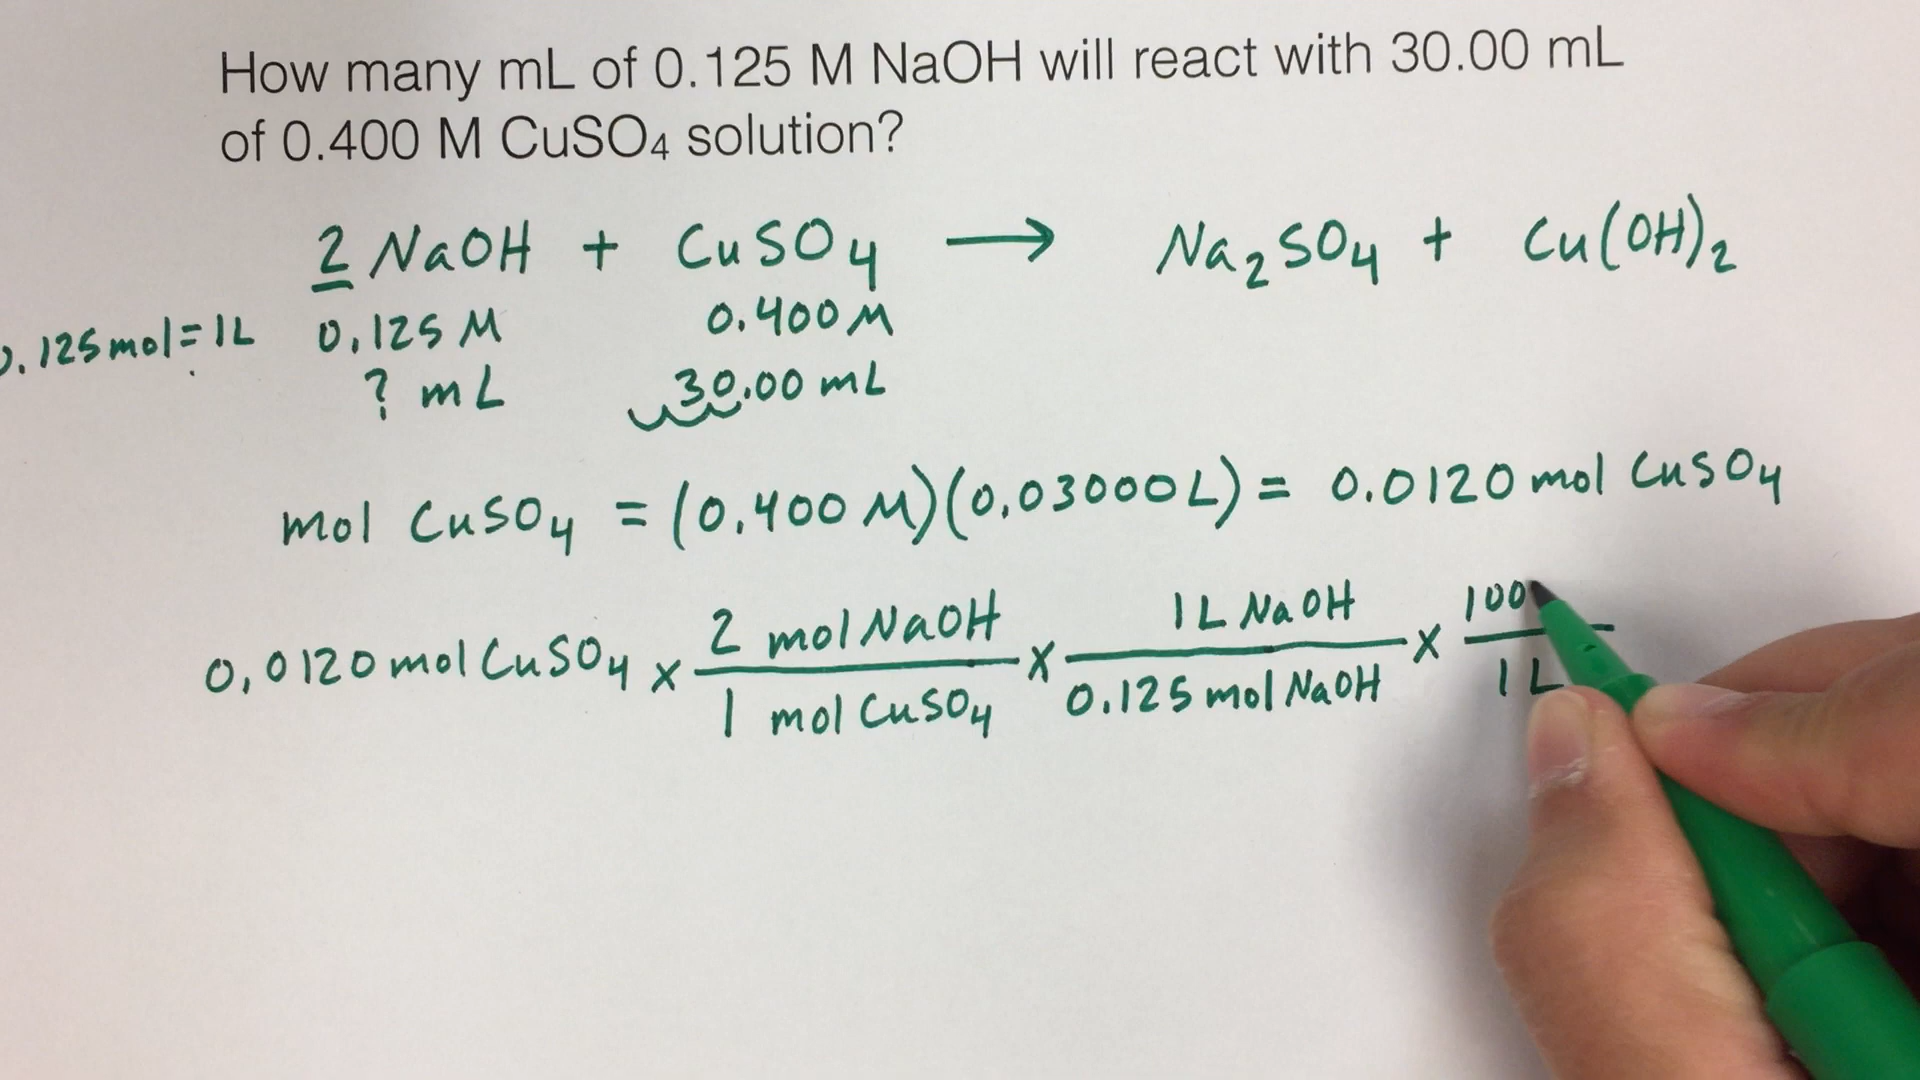 How many mL of 0.125 M NaOH will react with 30.00 mL
of 0.400 M CuSO₄ solution?
2 NaOH + CuSO₄ → Na₂SO₄ + Cu(OH)₂
0.125 mol = 1L 0.125 M 0.400 M
? mL 30.00 mL
mol CuSO₄ = (0.400 M)(0.03000 L) = 0.0120 mol CuSO₄
2 mol NaOH 1 L NaOH 100
0.0120 mol CuSO₄ x x x
1 mol CuSO₄ 0.125 mol NaOH 1 L